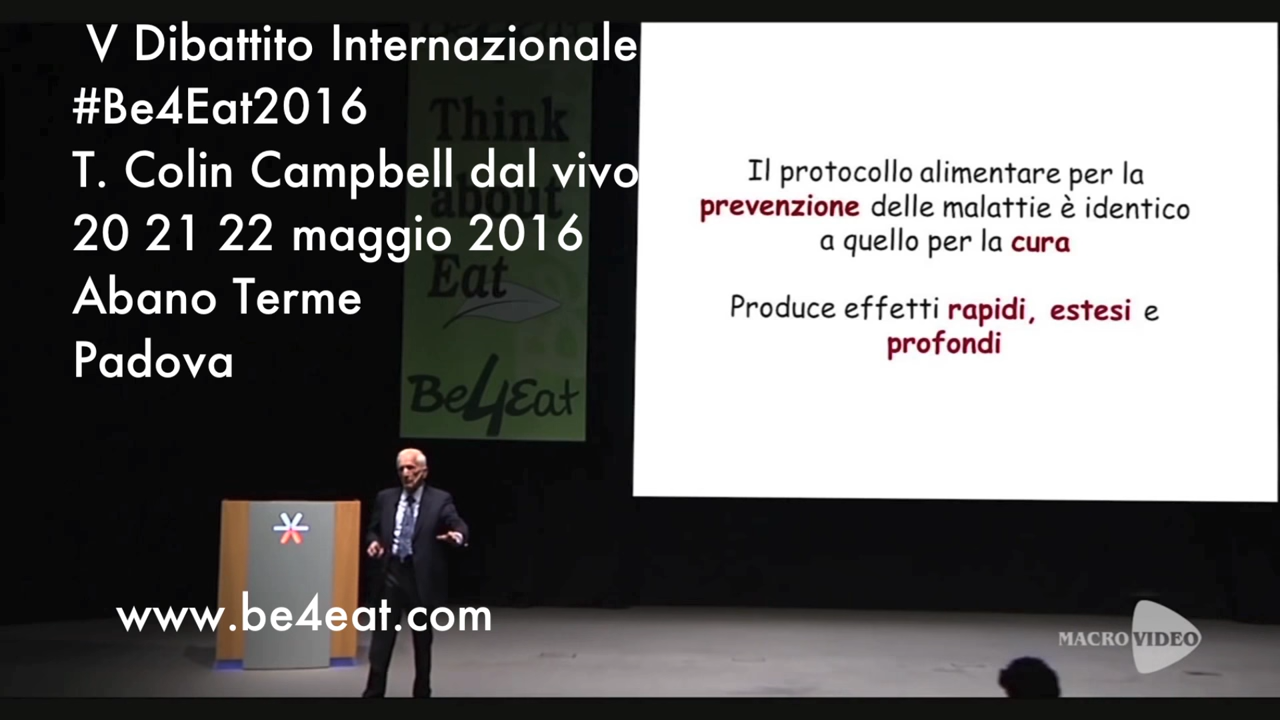 V Dibattito Internazionale
#Be4Eat2016
T. Colin Campbell dal vivo
20 21 22 maggio 2016
Abano Terme
Padova
www.be4eat.com
Think
about
Eat
Be4Eat
Il protocollo alimentare per la
prevenzione delle malattie è identico
a quello per la cura
Produce effetti rapidi, estesi e
profondi
MACROVIDEO